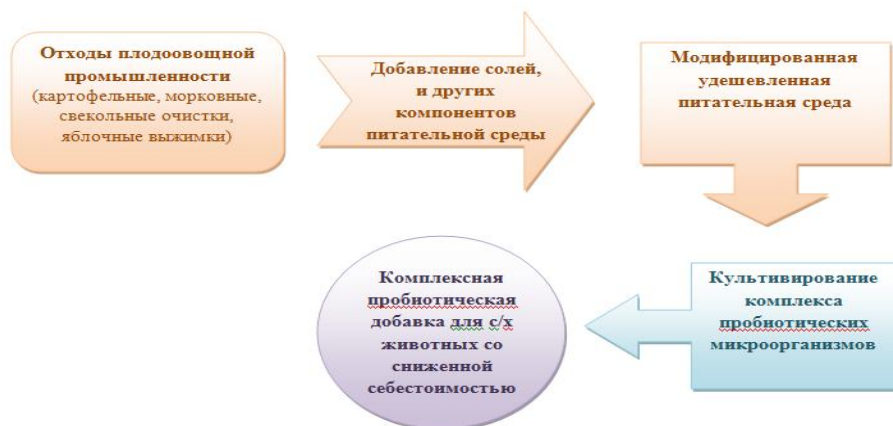 Отходы плодоовощной
промышленности
(картофельные, морковные,
свекольные очистки,
яблочные выжимки)
Добавление солей,
и других
компонентов
питательной среды
Модифицированная
удешевленная
питательная среда
Культивирование
комплекса
пробиотических
микроорганизмов
Комплексная
пробиотическая
добавка для с/х
животных со
сниженной
себестоимостью